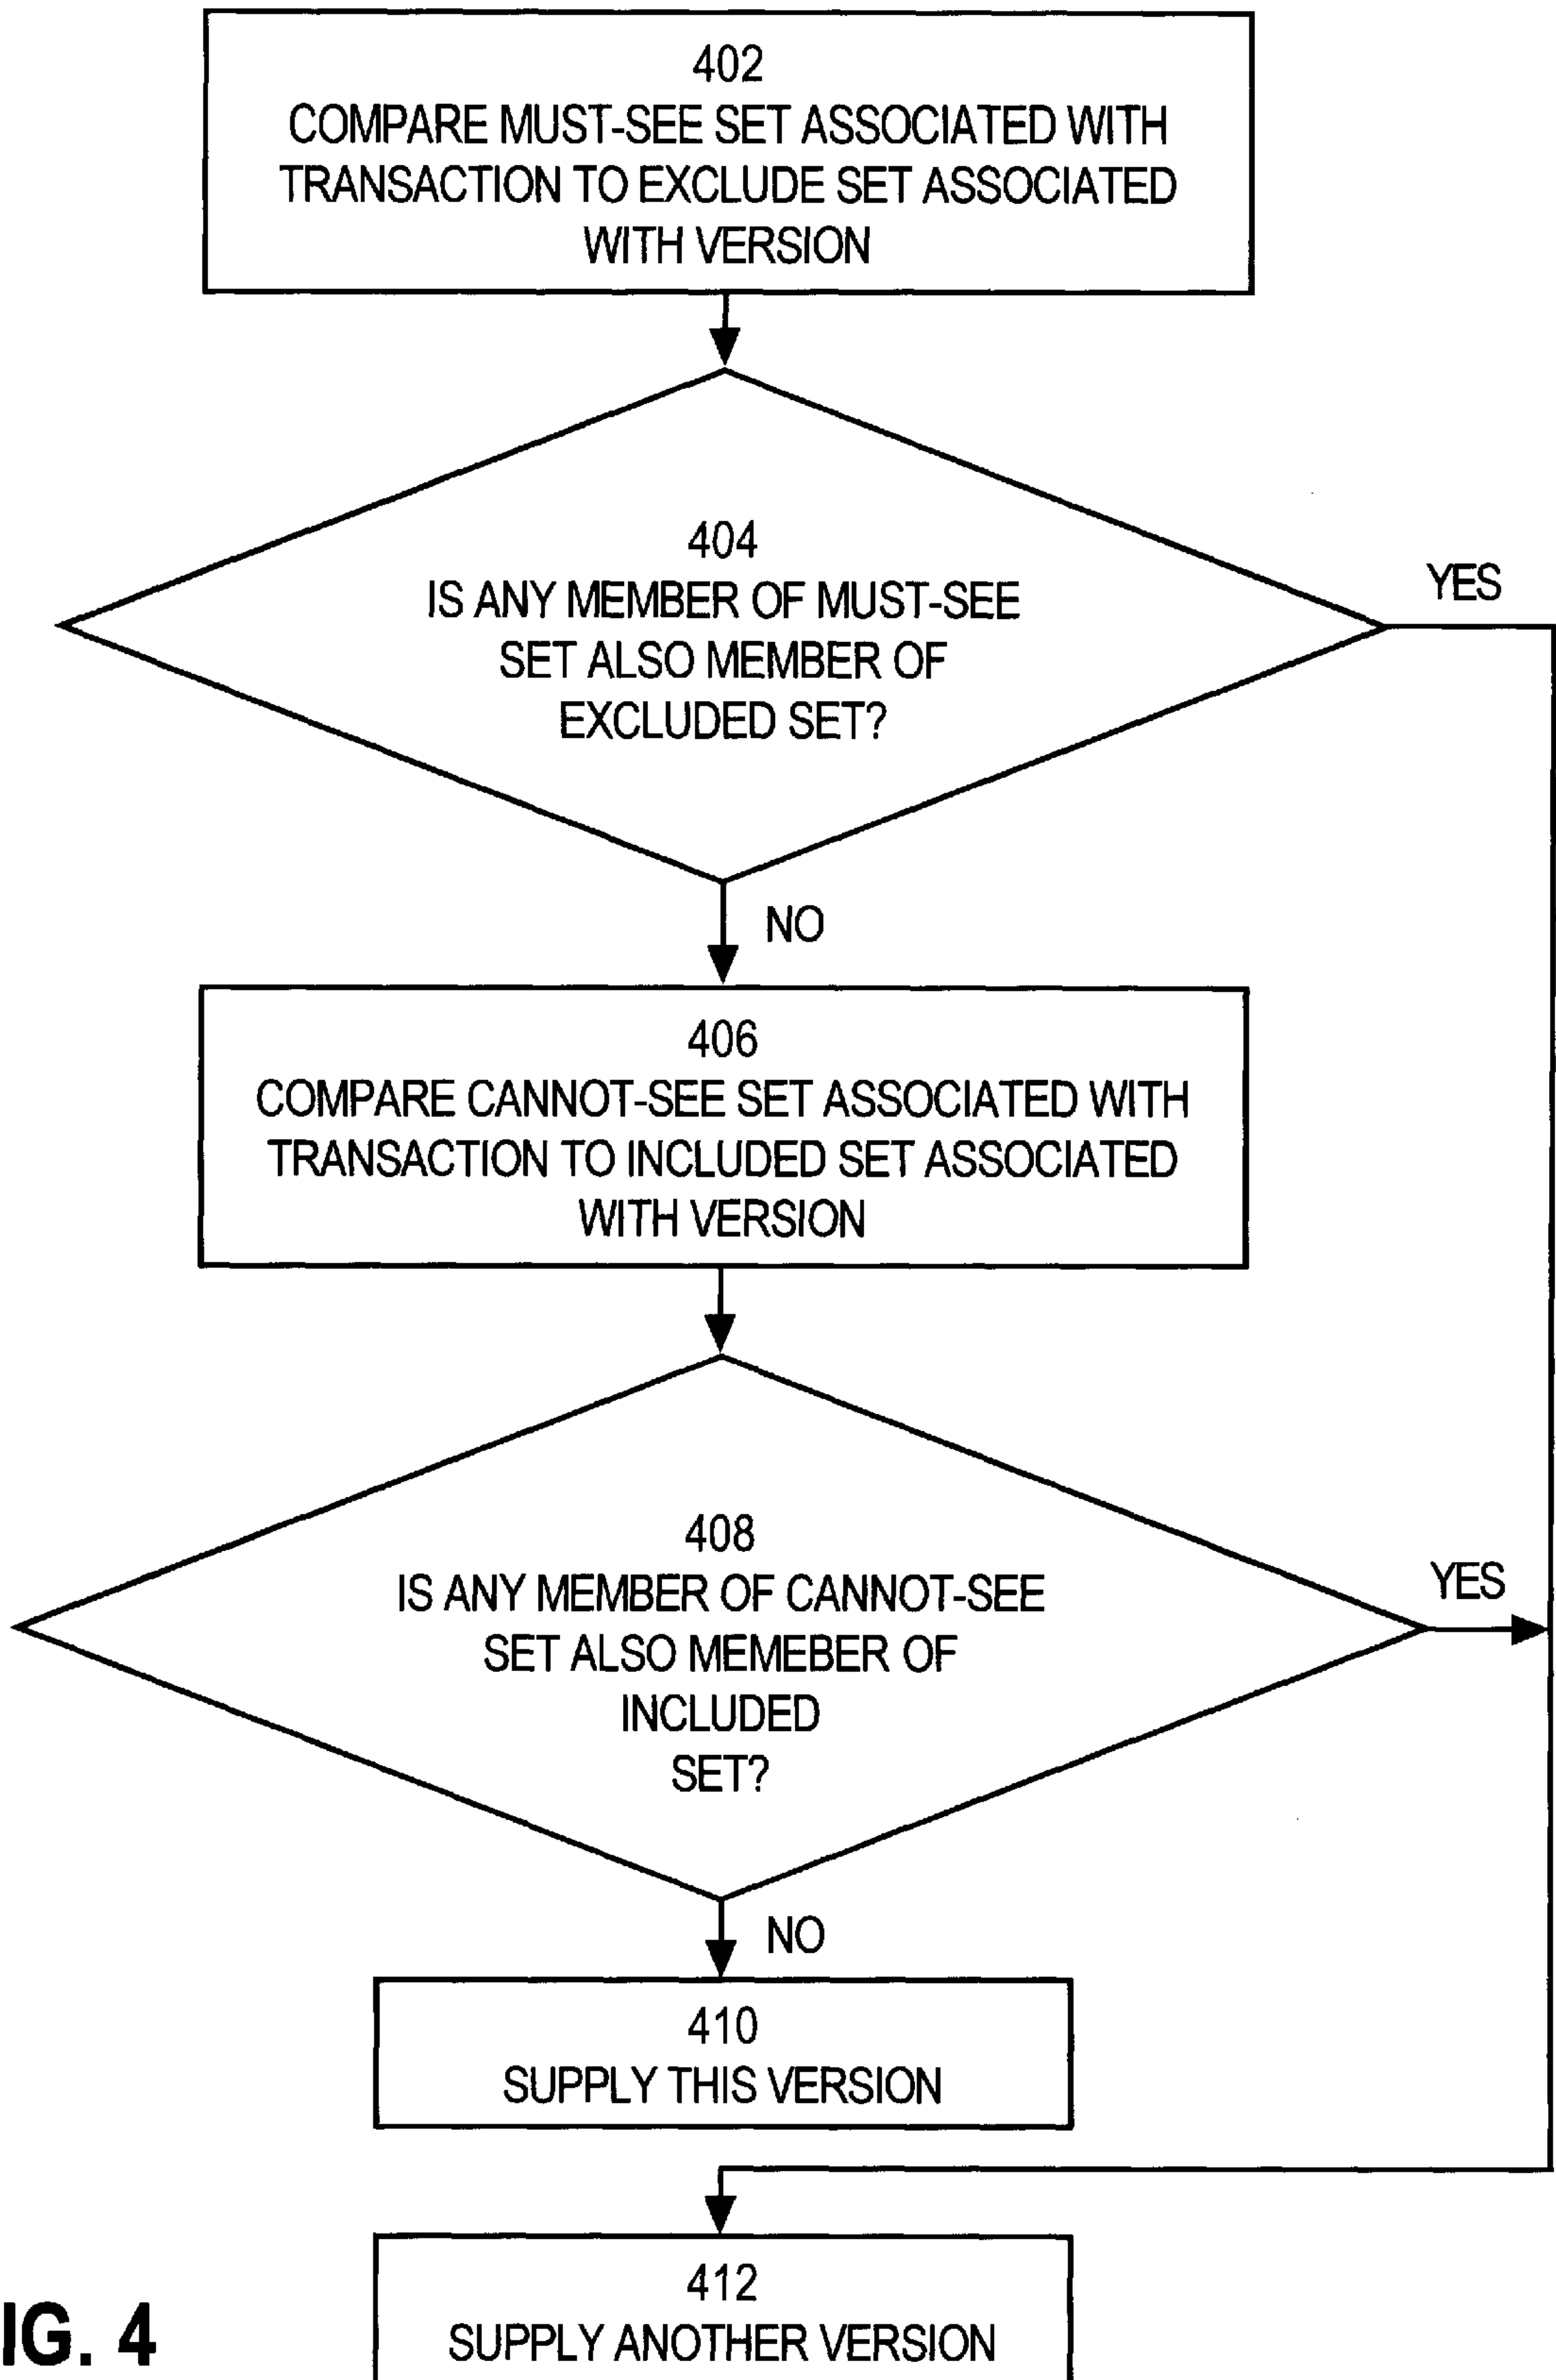 402
COMPARE MUST-SEE SET ASSOCIATED WITH
TRANSACTION TO EXCLUDE SET ASSOCIATED
WITH VERSION
404
IS ANY MEMBER OF MUST-SEE
SET ALSO MEMBER OF
EXCLUDED SET?
YES
NO
406
COMPARE CANNOT-SEE SET ASSOCIATED WITH
TRANSACTION TO INCLUDED SET ASSOCIATED
WITH VERSION
408
IS ANY MEMBER OF CANNOT-SEE
SET ALSO MEMEBER OF
INCLUDED
SET?
YES
NO
410
SUPPLY THIS VERSION
412
SUPPLY ANOTHER VERSION
IG. 4